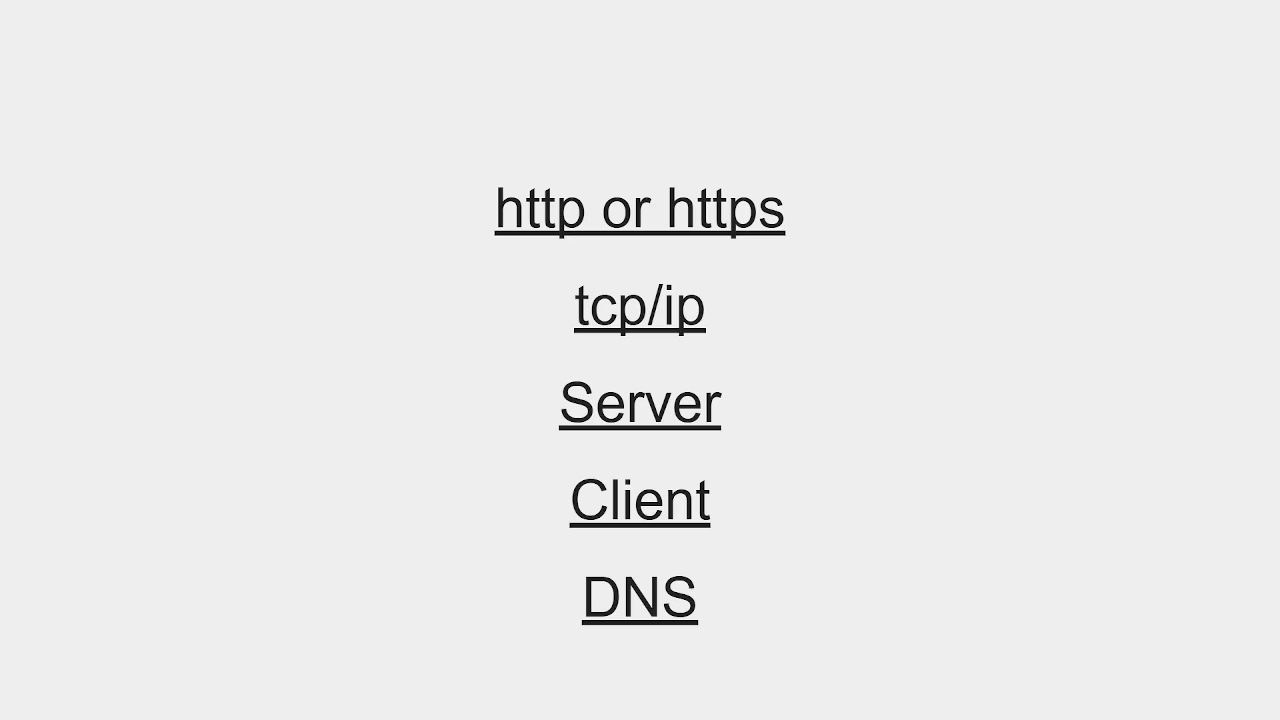 http or https
tcp/ip
Server
Client
DNS